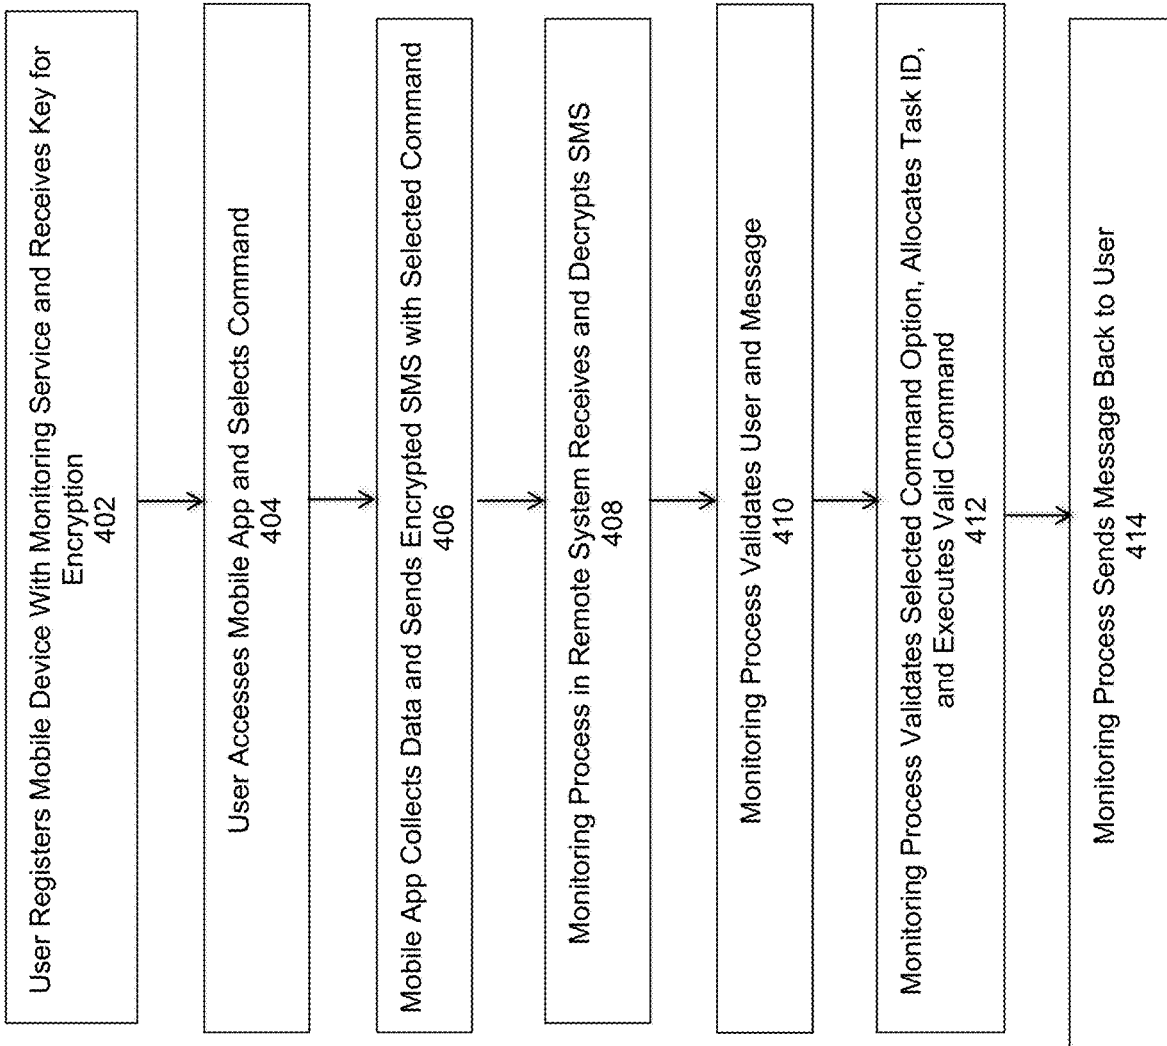 User Registers Mobile Device With Monitoring Service and Receives Key for
Encryption
402
User Accesses Mobile App and Selects Command
404
Mobile App Collects Data and Sends Encrypted SMS with Selected Command
406
Monitoring Process in Remote System Receives and Decrypts SMS
408
Monitoring Process Validates User and Message
410
Monitoring Process Validates Selected Command Option, Allocates Task ID,
and Executes Valid Command
412
Monitoring Process Sends Message Back to User
414